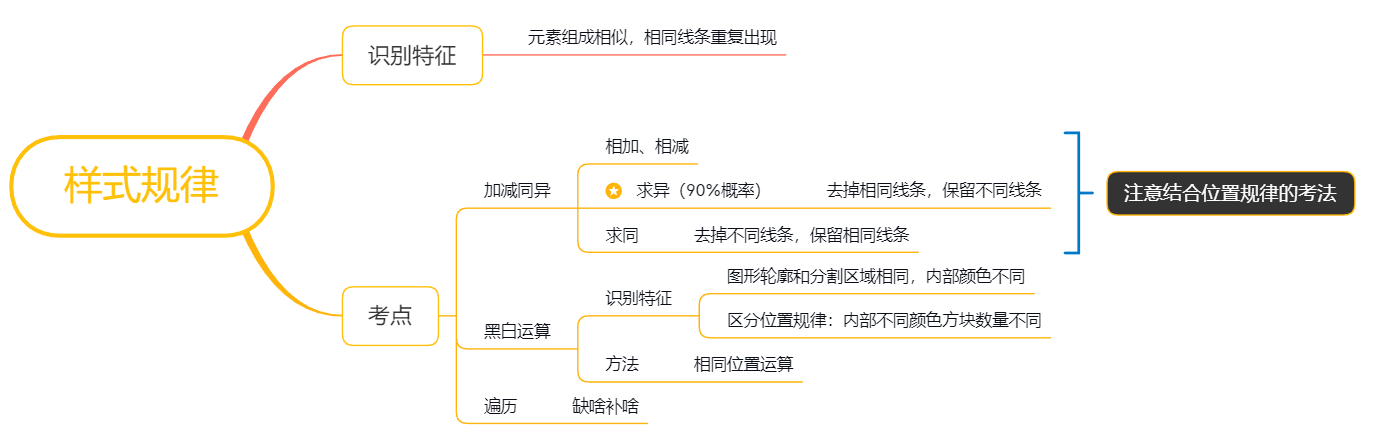 样式规律
识别特征
元素组成相似，相同线条重复出现
考点
加减同异
相加、相减
求异（90%概率）
去掉相同线条，保留不同线条
求同
去掉不同线条，保留相同线条
注意结合位置规律的考法
黑白运算
识别特征
图形轮廓和分割区域相同，内部颜色不同
区分位置规律：内部不同颜色方块数量不同
方法
相同位置运算
遍历
缺啥补啥